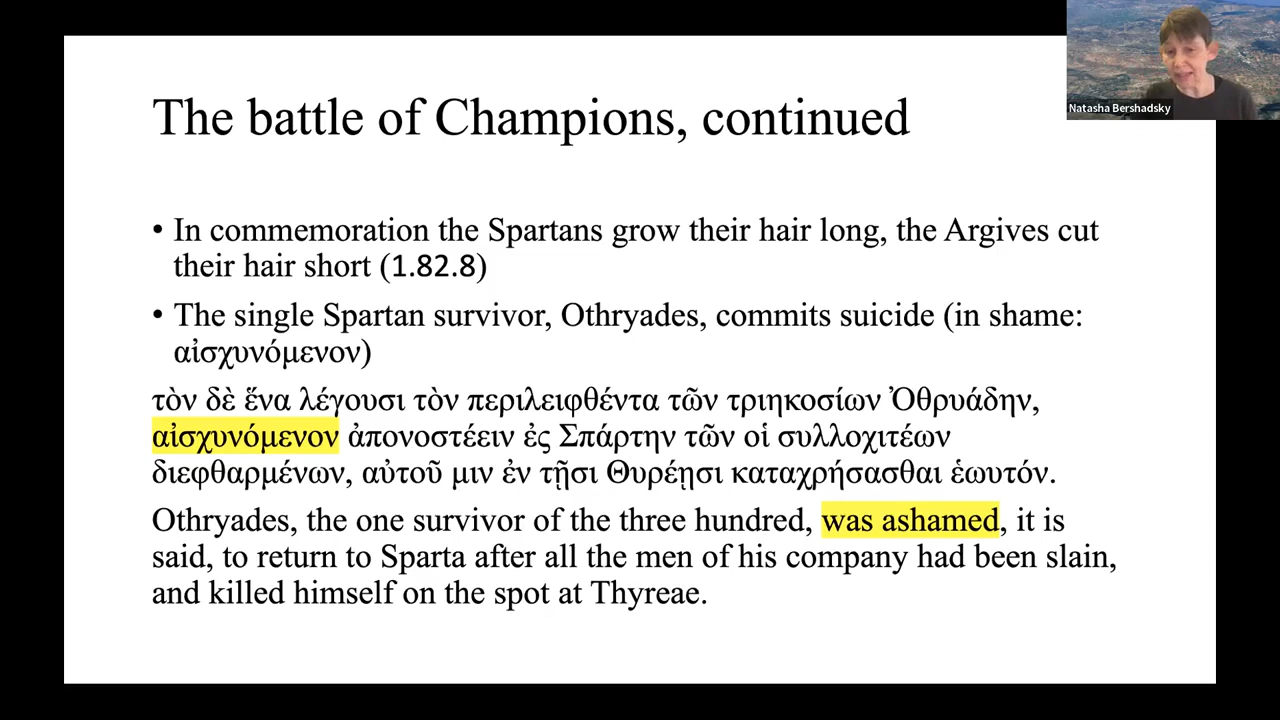 The battle of Champions, continued
Natasha Bershadsky
• In commemoration the Spartans grow their hair long, the Argives cut
their hair short (1.82.8)
• The single Spartan survivor, Othryades, commits suicide (in shame:
αἰσχυνόμενον)
τὸν δὲ ἕνα λέγουσι τὸν περιλειφθέντα τῶν τριηκοσίων Ὀθρυάδην,
αἰσχυνόμενον ἀπονοστέειν ἐς Σπάρτην τῶν οἱ συλλοχιτέων
διεφθαρμένων, αὐτοῦ μιν ἐν τῇσι Θυρέῃσι καταχρήσασθαι ἑωυτόν.
Othryades, the one survivor of the three hundred, was ashamed, it is
said, to return to Sparta after all the men of his company had been slain,
and killed himself on the spot at Thyreae.